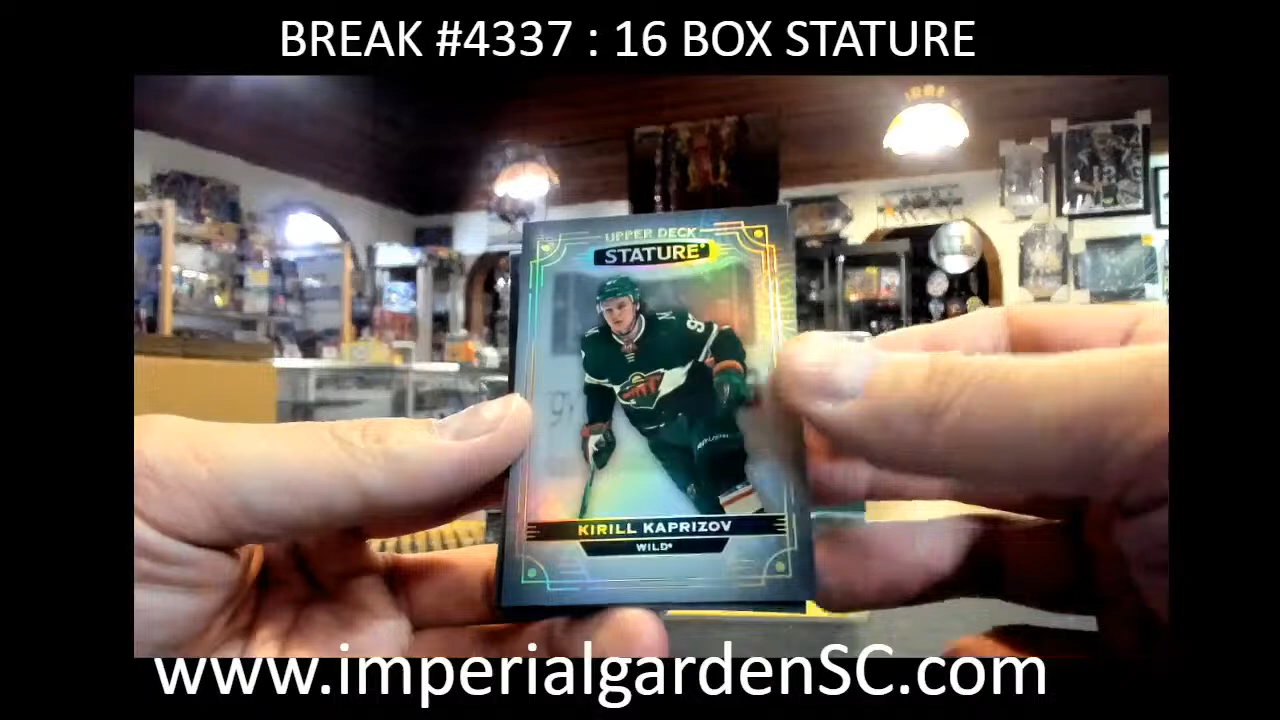 BREAK #4337 : 16 BOX STATURE
UPPER DECK
STATURE
KIRILL KAPRIZOV
WILD
www.imperialgardenSC.com